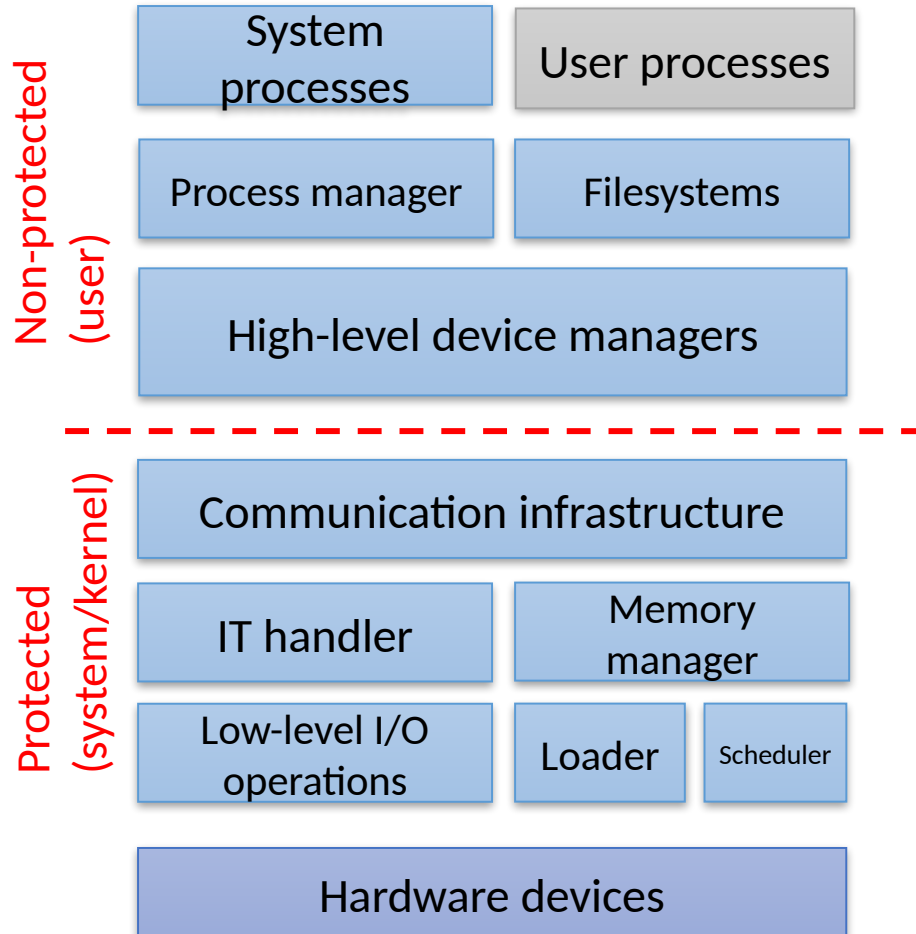 System
processes
User processes
Non-protected
(user)
Process manager
Filesystems
High-level device managers
Protected
(system/kernel)
Communication infrastructure
IT handler
Memory
manager
Low-level I/O
operations
Loader
Scheduler
Hardware devices